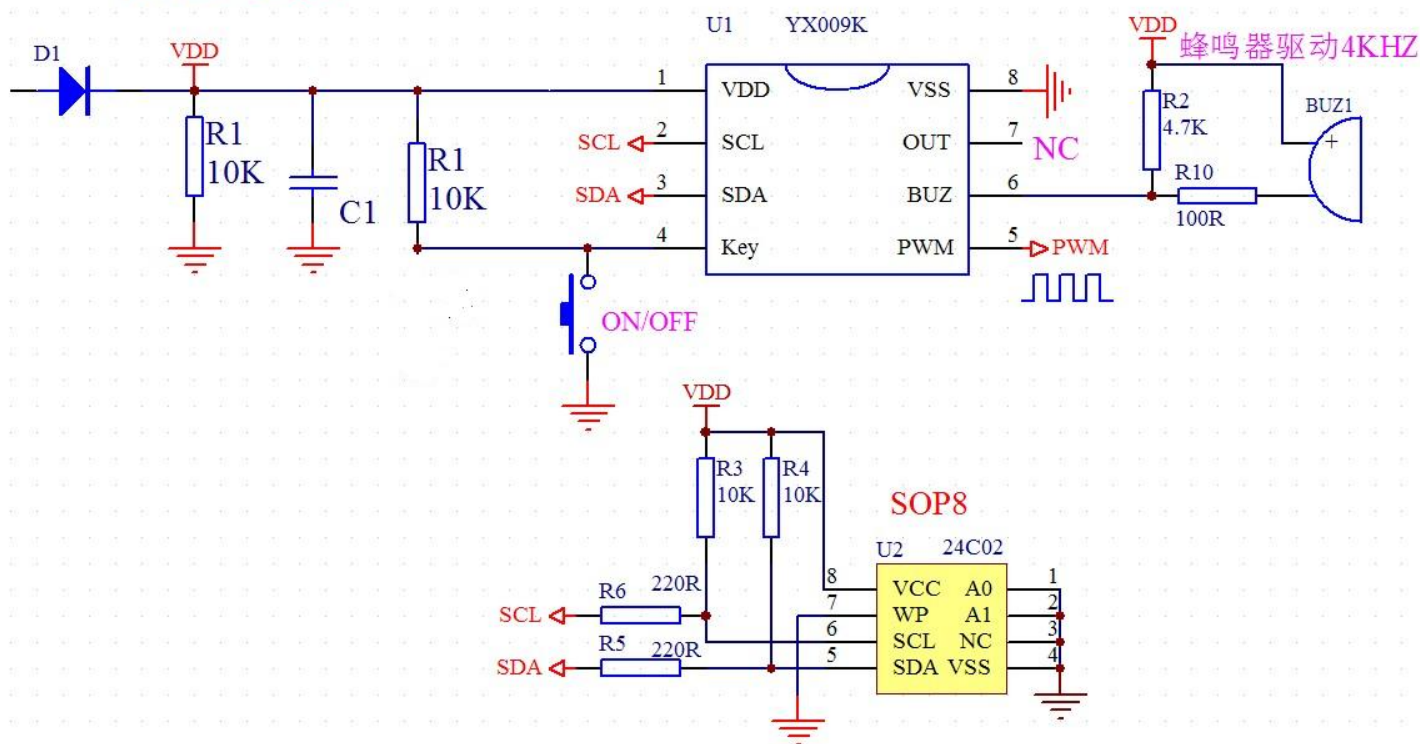 U1 YX009K
VDD
蜂鸣器驱动4KHZ
D1
VDD
1
VDD
VSS
8
R2
4.7K
BUZ1
+
R1
10K
R1
10K
SCL
2
SCL
OUT
7
NC
SDA
3
SDA
BUZ
6
R10
100R
C1
4
Key
PWM
5
PWM
ON/OFF
VDD
R3
10K
R4
10K
SOP8
U2 24C02
R6 220R
8
VCC A0
1
7
WP A1
2
SCL
6
SCL NC
3
R5 220R
SDA
5
SDA VSS
4